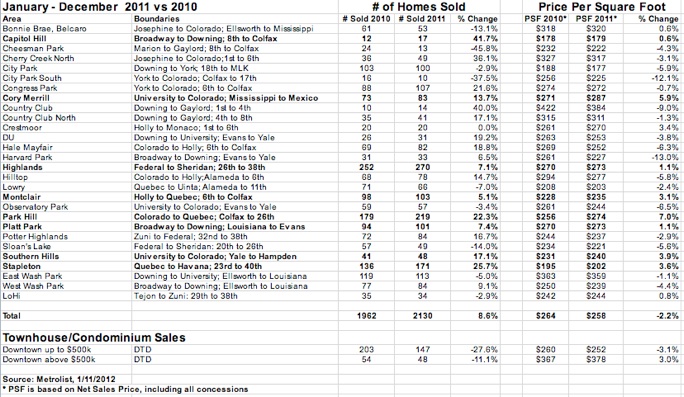 January - December 2011 vs 2010 # of Homes Sold Price Per Square Foot
Area Boundaries # Sold 2010 # Sold 2011 % Change PSF 2010* PSF 2011* % Change
Bonnie Brae, Belcaro Josephine to Colorado; Ellsworth to Mississippi 61 53 -13.1% $318 $320 0.6%
Capitol Hill Broadway to Downing; 8th to Colfax 12 17 41.7% $178 $179 0.6%
Cheesman Park Marion to Gaylord; 8th to Colfax 24 13 -45.8% $232 $222 -4.3%
Cherry Creek North Josephine to Colorado;1st to 6th 36 49 36.1% $327 $317 -3.1%
City Park Downing to York; 18th to MLK 103 100 -2.9% $188 $177 -5.9%
City Park South York to Colorado; Colfax to 17th 16 10 -37.5% $256 $225 -12.1%
Congress Park York to Colorado; 6th to Colfax 88 107 21.6% $274 $272 -0.7%
Cory Merrill University to Colorado; Mississippi to Mexico 73 83 13.7% $271 $287 5.9%
Country Club Downing to Gaylord; 1st to 4th 10 14 40.0% $422 $384 -9.0%
Country Club North Downing to Gaylord; 4th to 8th 35 41 17.1% $315 $311 -1.3%
Crestmoor Holly to Monaco; 1st to 6th 20 20 0.0% $261 $270 3.4%
DU Downing to University; Evans to Yale 26 31 19.2% $263 $253 -3.8%
Hale Mayfair Colorado to Holly; 6th to Colfax 69 82 18.8% $269 $252 -6.3%
Harvard Park Broadway to Downing; Evans to Yale 31 33 6.5% $261 $227 -13.0%
Highlands Federal to Sheridan; 26th to 38th 252 270 7.1% $270 $273 1.1%
Hilltop Colorado to Holly;Alameda to 6th 68 78 14.7% $294 $277 -5.8%
Lowry Quebec to Uinta; Alameda to 11th 71 66 -7.0% $208 $203 -2.4%
Montclair Holly to Quebec; 6th to Colfax 98 103 5.1% $228 $235 3.1%
Observatory Park University to Colorado; Evans to Yale 59 57 -3.4% $261 $244 -6.5%
Park Hill Colorado to Quebec; Colfax to 26th 179 219 22.3% $256 $274 7.0%
Platt Park Broadway to Downing; Louisiana to Evans 94 101 7.4% $270 $273 1.1%
Potter Highlands Zuni to Federal; 32nd to 38th 72 84 16.7% $244 $237 -2.9%
Sloan's Lake Federal to Sheridan: 20th to 26th 57 49 -14.0% $234 $221 -5.6%
Southern Hills University to Colorado; Yale to Hampden 41 48 17.1% $231 $240 3.9%
Stapleton Quebec to Havana; 23rd to 40th 136 171 25.7% $195 $202 3.6%
East Wash Park Downing to University; Ellsworth to Louisiana 119 113 -5.0% $363 $359 -1.1%
West Wash Park Broadway to Downing; Ellsworth to Louisiana 77 84 9.1% $250 $239 -4.4%
LoHi Tejon to Zuni: 29th to 38th 35 34 -2.9% $242 $244 0.8%
Total 1962 2130 8.6% $264 $258 -2.2%
Townhouse/Condominium Sales
Downtown up to $500k DTD 203 147 -27.6% $260 $252 -3.1%
Downtown above $500k DTD 54 48 -11.1% $367 $378 3.0%
Source: Metrolist, 1/11/2012
* PSF is based on Net Sales Price, including all concessions